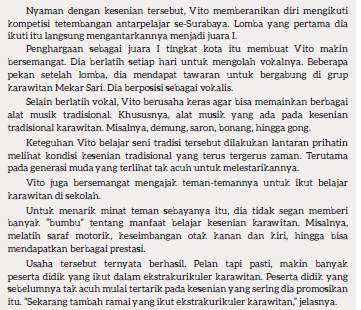 Nyaman dengan kesenian tersebut, Vito memberanikan diri mengikuti
kompetisi tetembangan antarpelajar se-Surabaya. Lomba yang pertama dia
ikuti itu langsung mengantarkannya menjadi juara I.
Penghargaan sebagai juara I tingkat kota itu membuat Vito makin
bersemangat. Dia berlatih setiap hari untuk mengolah vokalnya. Beberapa
pekan setelah lomba, dia mendapat tawaran untuk bergabung di grup
karawitan Mekar Sari. Dia berposisi sebagai vokalis.
Selain berlatih vokal, Vito berusaha keras agar bisa memainkan berbagai
alat musik tradisional. Khususnya, alat musik yang ada pada kesenian
tradisional karawitan. Misalnya, demung, saron, bonang, hingga gong.
Keteguhan Vito belajar seni tradisi tersebut dilakukan lantaran prihatin
melihat kondisi kesenian tradisional yang terus tergerus zaman. Terutama
pada generasi muda yang terlihat tak acuh untuk melestarikannya.
Vito juga bersemangat mengajak teman-temannya untuk ikut belajar
karawitan di sekolah.
Untuk menarik minat teman sebayanya itu, dia tidak segan memberi
banyak "bumbu" tentang manfaat belajar kesenian karawitan. Misalnya,
melatih saraf motorik, keseimbangan otak kanan dan kiri, hingga bisa
mendapatkan berbagai prestasi.
Usaha tersebut ternyata berhasil. Pelan tapi pasti, makin banyak
peserta didik yang ikut dalam ekstrakurikuler karawitan. Peserta didik yang
sebelumnya tak acuh mulai tertarik pada kesenian yang sering dia promosikan
itu. "Sekarang tambah ramai yang ikut ekstrakurikuler karawitan," jelasnya.